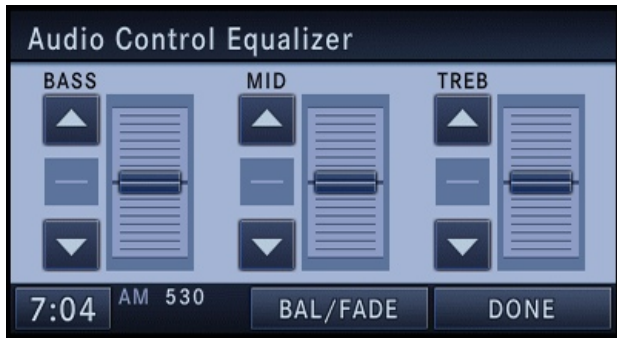 Audio Control Equalizer
BASS MID TREB
7:04 AM 530 BAL/FADE DONE